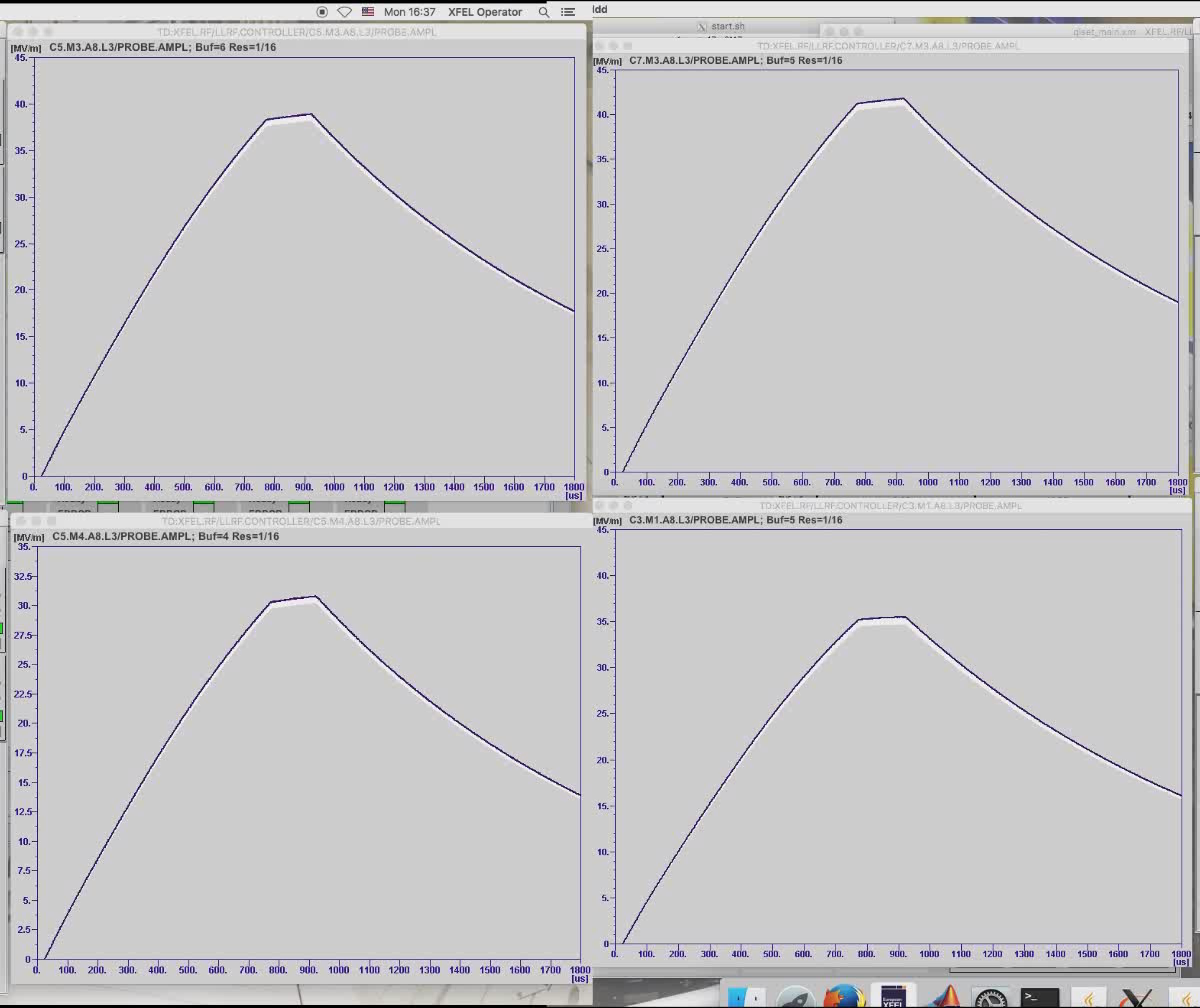 Mon 16:37 XFEL Operator
ldd
start.sh
TD:XFEL.RF/LLRF.CONTROLLER/C5.M3.A8.L3/PROBE.AMPL
[MV/m] C5.M3.A8.L3/PROBE.AMPL; Buf=6 Res=1/16
45.
40.
35.
30.
25.
20.
15.
10.
5.
0
0. 100. 200. 300. 400. 500. 600. 700. 800. 900. 1000 1100 1200 1300 1400 1500 1600 1700 1800
[us]
TD:XFEL.RF/LLRF.CONTROLLER/C7.M3.A8.L3/PROBE.AMPL
[MV/m] C7.M3.A8.L3/PROBE.AMPL; Buf=5 Res=1/16
45.
40.
35.
30.
25.
20.
15.
10.
5.
0
0. 100. 200. 300. 400. 500. 600. 700. 800. 900. 1000 1100 1200 1300 1400 1500 1600 1700 1800
[us]
TD:XFEL.RF/LLRF.CONTROLLER/C5.M4.A8.L3/PROBE.AMPL
[MV/m] C5.M4.A8.L3/PROBE.AMPL; Buf=4 Res=1/16
35.
32.5
30.
27.5
25.
22.5
20.
17.5
15.
12.5
10.
7.5
5.
2.5
0
0. 100. 200. 300. 400. 500. 600. 700. 800. 900. 1000 1100 1200 1300 1400 1500 1600 1700 1800
[us]
TD:XFEL.RF/LLRF.CONTROLLER/C3.M1.A8.L3/PROBE.AMPL
[MV/m] C3.M1.A8.L3/PROBE.AMPL; Buf=5 Res=1/16
45.
40.
35.
30.
25.
20.
15.
10.
5.
0
0. 100. 200. 300. 400. 500. 600. 700. 800. 900. 1000 1100 1200 1300 1400 1500 1600 1700 1800
[us]
European
XFEL